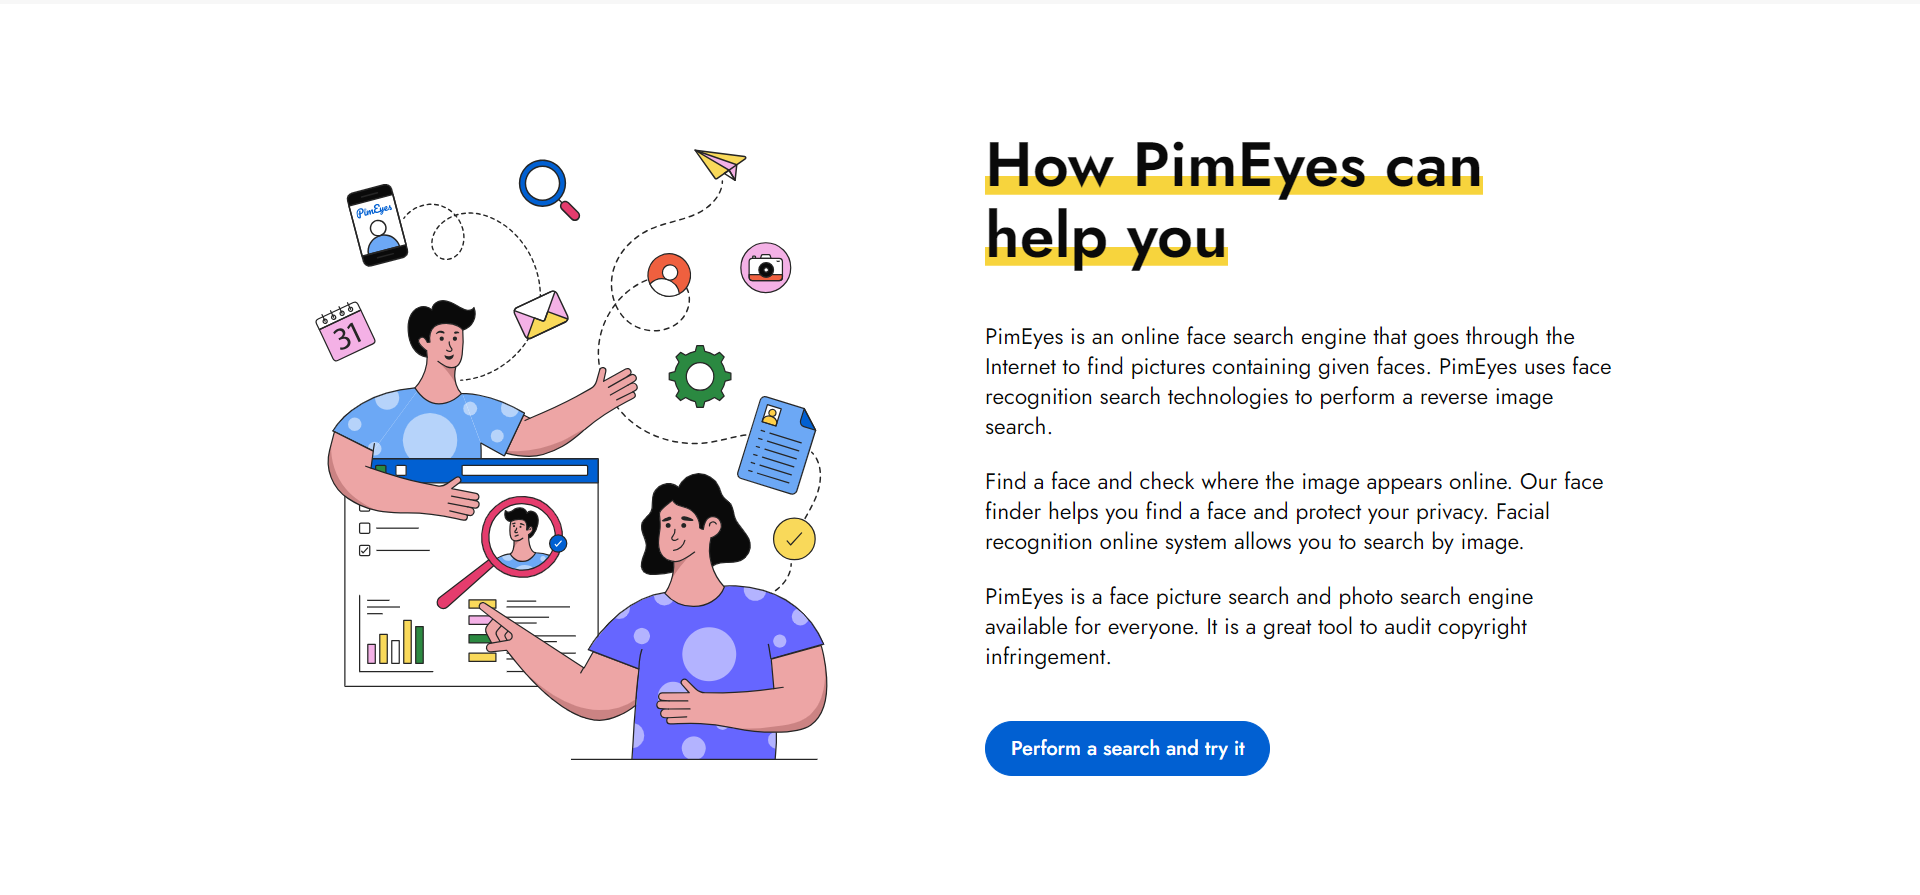 PimEyes
31
How PimEyes can
help you
PimEyes is an online face search engine that goes through the
Internet to find pictures containing given faces. PimEyes uses face
recognition search technologies to perform a reverse image
search.
Find a face and check where the image appears online. Our face
finder helps you find a face and protect your privacy. Facial
recognition online system allows you to search by image.
PimEyes is a face picture search and photo search engine
available for everyone. It is a great tool to audit copyright
infringement.
Perform a search and try it